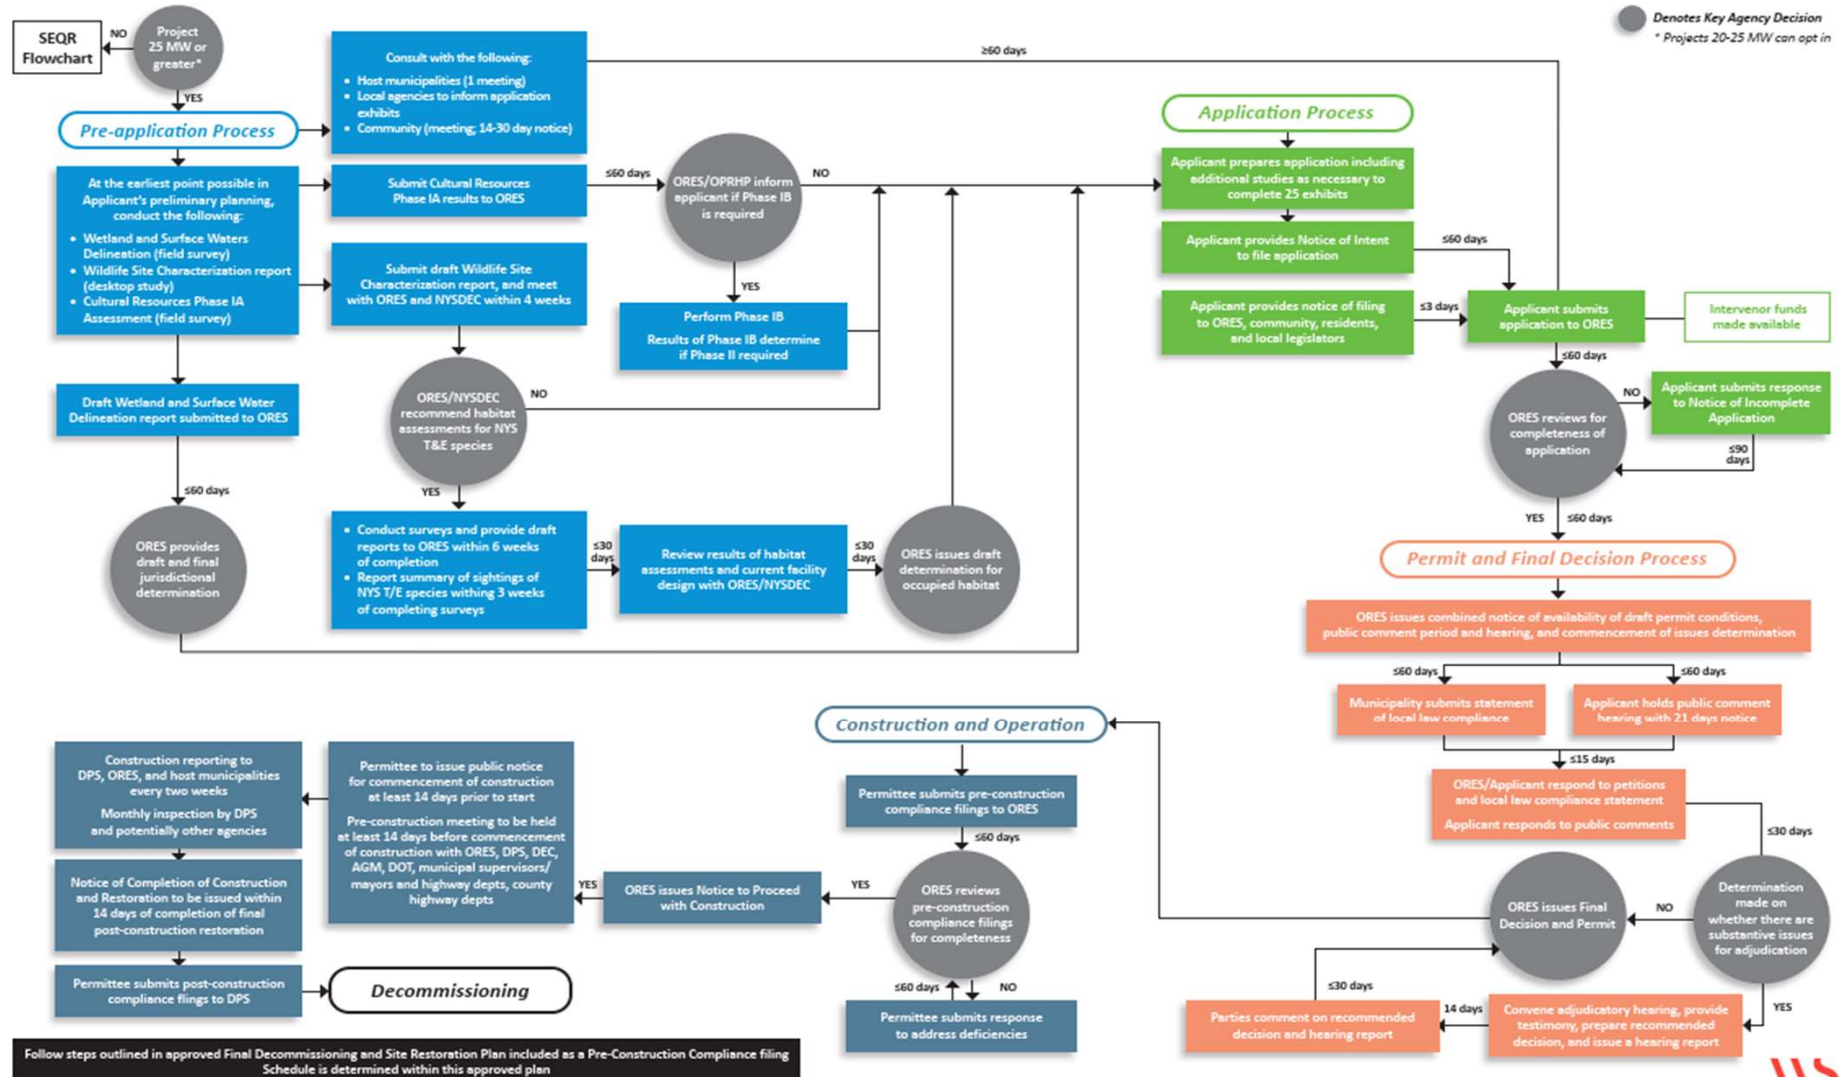 SEQR
Flowchart
NO
Project
25 MW or
greater*
YES
Denotes Key Agency Decision
* Projects 20-25 MW can opt in
Pre-application Process
Consult with the following:
• Host municipalities (1 meeting)
• Local agencies to inform application
exhibits
• Community (meeting; 14-30 day notice)
≥60 days
At the earliest point possible in
Applicant's preliminary planning,
conduct the following:
• Wetland and Surface Waters
Delineation (field survey)
• Wildlife Site Characterization report
(desktop study)
• Cultural Resources Phase IA
Assessment (field survey)
Submit Cultural Resources
Phase IA results to ORES
≤60 days
ORES/OPRHP inform
applicant if Phase IB
is required
NO
YES
Perform Phase IB
Results of Phase IB determine
if Phase II required
Submit draft Wildlife Site
Characterization report, and meet
with ORES and NYSDEC within 4 weeks
ORES/NYSDEC
recommend habitat
assessments for NYS
T&E species
NO
YES
Draft Wetland and Surface Water
Delineation report submitted to ORES
≤60 days
ORES provides
draft and final
jurisdictional
determination
• Conduct surveys and provide draft
reports to ORES within 6 weeks
of completion
• Report summary of sightings of
NYS T/E species withing 3 weeks
of completing surveys
≤30
days
Review results of habitat
assessments and current facility
design with ORES/NYSDEC
≤30
days
ORES issues draft
determination for
occupied habitat
Application Process
Applicant prepares application including
additional studies as necessary to
complete 25 exhibits
Applicant provides Notice of Intent
to file application
≤60 days
Applicant provides notice of filing
to ORES, community, residents,
and local legislators
≤3 days
Applicant submits
application to ORES
Intervenor funds
made available
≤60 days
ORES reviews for
completeness of
application
NO
Applicant submits response
to Notice of Incomplete
Application
≤90
days
YES
≤60 days
Permit and Final Decision Process
ORES issues combined notice of availability of draft permit conditions,
public comment period and hearing, and commencement of issues determination
≤60 days
≤60 days
Municipality submits statement
of local law compliance
Applicant holds public comment
hearing with 21 days notice
≤15 days
ORES/Applicant respond to petitions
and local law compliance statement
Applicant responds to public comments
≤30 days
Determination
made on
whether there are
substantive issues
for adjudication
NO
ORES issues Final
Decision and Permit
YES
Convene adjudicatory hearing, provide
testimony, prepare recommended
decision, and issue a hearing report
14 days
Parties comment on recommended
decision and hearing report
≤30 days
Construction and Operation
Permittee submits pre-construction
compliance filings to ORES
≤60 days
ORES reviews
pre-construction
compliance filings
for completeness
≤60 days
NO
Permittee submits response
to address deficiencies
YES
ORES issues Notice to Proceed
with Construction
YES
Permittee to issue public notice
for commencement of construction
at least 14 days prior to start
Pre-construction meeting to be held
at least 14 days before commencement
of construction with ORES, DPS, DEC,
AGM, DOT, municipal supervisors/
mayors and highway depts, county
highway depts
Construction reporting to
DPS, ORES, and host municipalities
every two weeks
Monthly inspection by DPS
and potentially other agencies
Notice of Completion of Construction
and Restoration to be issued within
14 days of completion of final
post-construction restoration
Permittee submits post-construction
compliance flings to DPS
Decommissioning
Follow steps outlined in approved Final Decommissioning and Site Restoration Plan included as a Pre-Construction Compliance filing
Schedule is determined within this approved plan